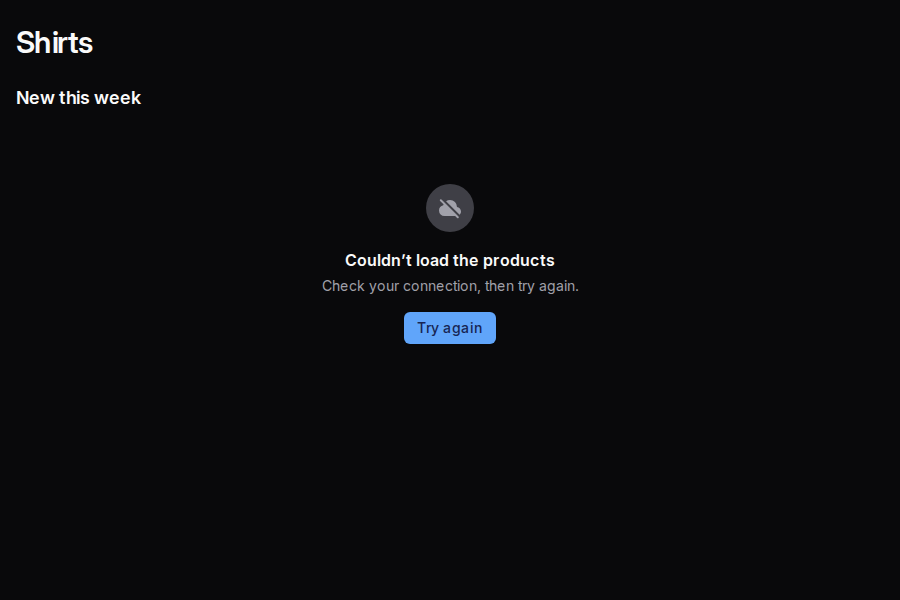 Shirts
New this week
Couldn’t load the products
Check your connection, then try again.
Try again